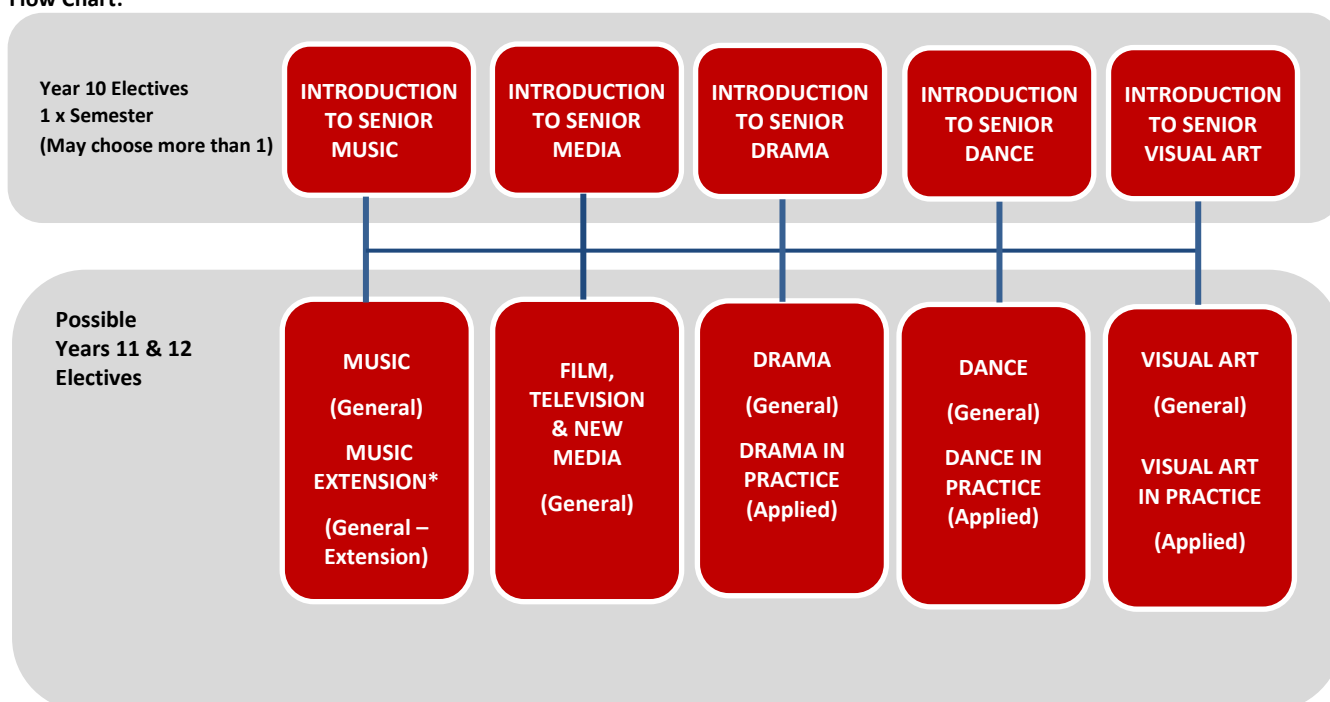 Flow Chart:
Year 10 Electives
1 x Semester
(May choose more than 1)
INTRODUCTION
TO SENIOR
MUSIC
INTRODUCTION
TO SENIOR
MEDIA
INTRODUCTION
TO SENIOR
DRAMA
INTRODUCTION
TO SENIOR
DANCE
INTRODUCTION
TO SENIOR
VISUAL ART
Possible
Years 11 & 12
Electives
MUSIC
(General)
MUSIC
EXTENSION*
(General –
Extension)
FILM,
TELEVISION
& NEW
MEDIA
(General)
DRAMA
(General)
DRAMA IN
PRACTICE
(Applied)
DANCE
(General)
DANCE IN
PRACTICE
(Applied)
VISUAL ART
(General)
VISUAL ART
IN PRACTICE
(Applied)